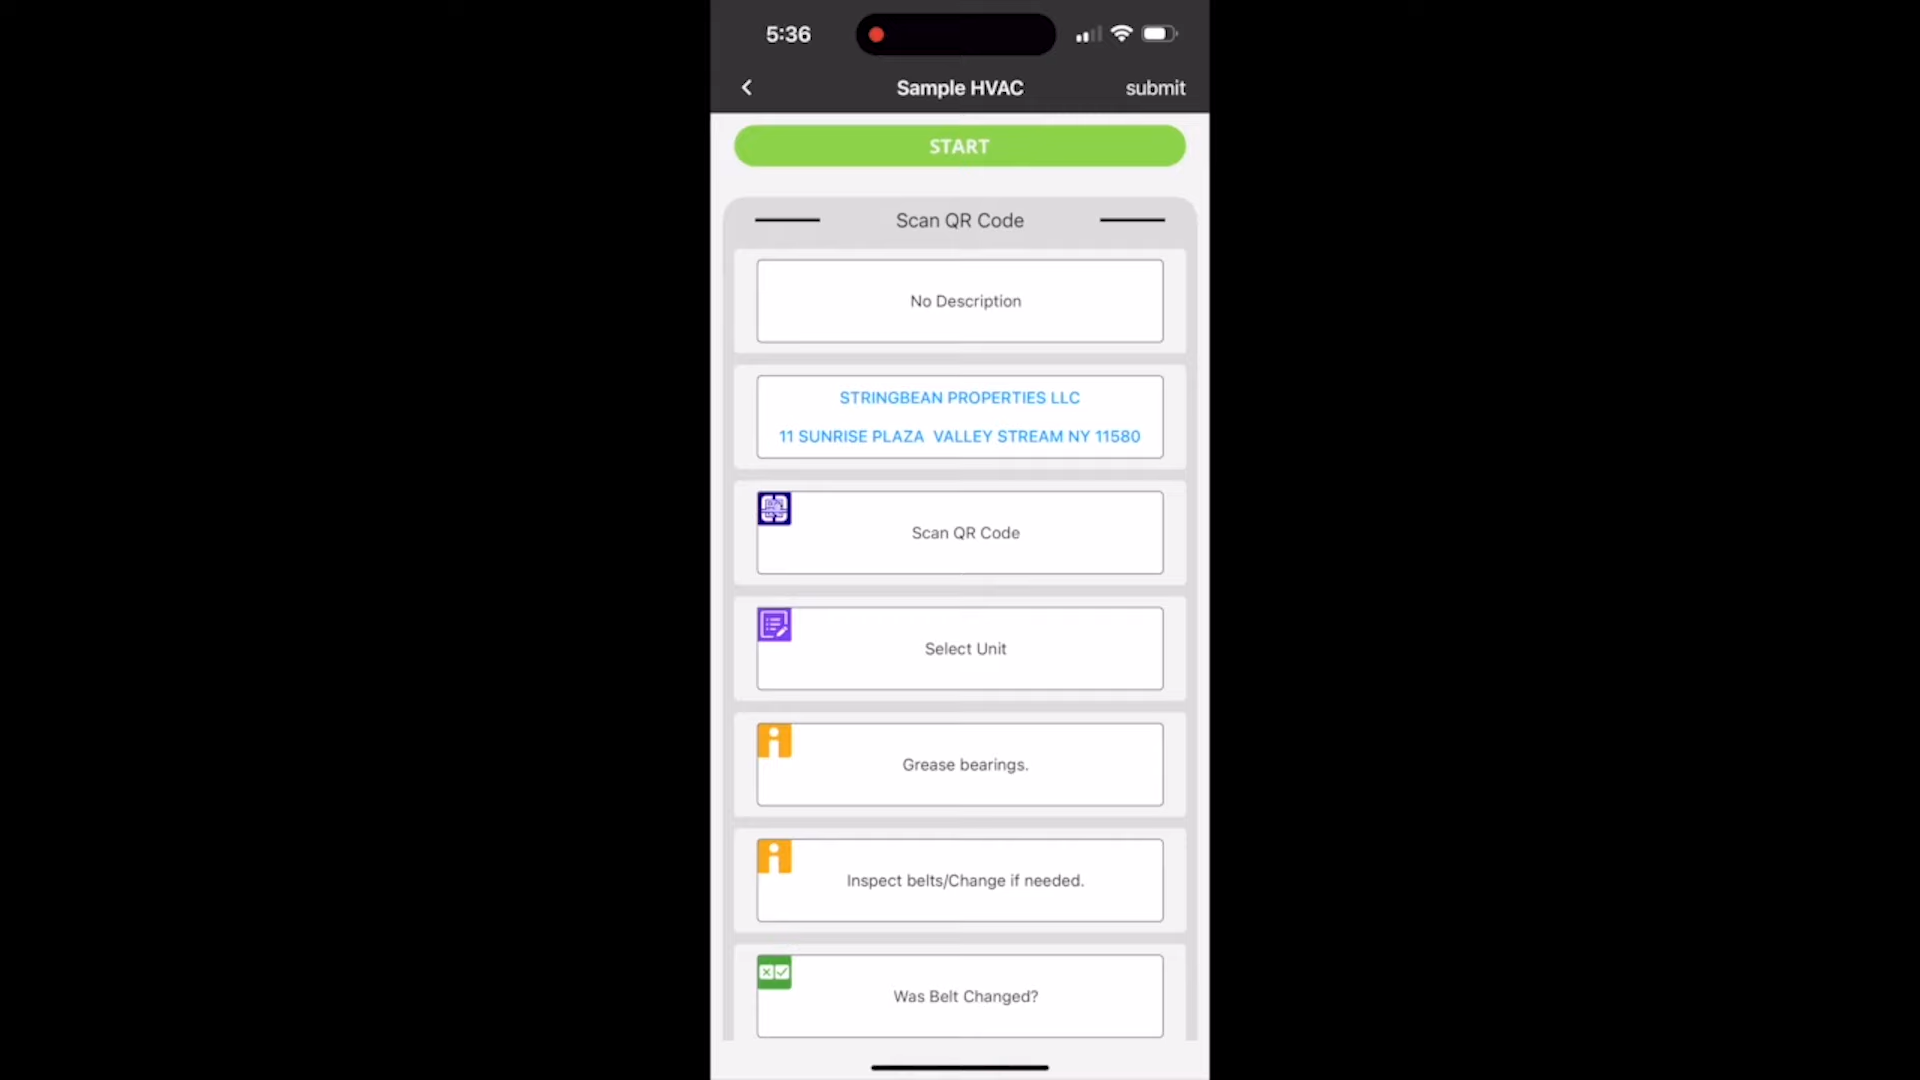 5:36
Sample HVAC
submit
START
Scan QR Code
No Description
STRINGBEAN PROPERTIES LLC
11 SUNRISE PLAZA  VALLEY STREAM NY 11580
Scan QR Code
Select Unit
Grease bearings.
Inspect belts/Change if needed.
Was Belt Changed?